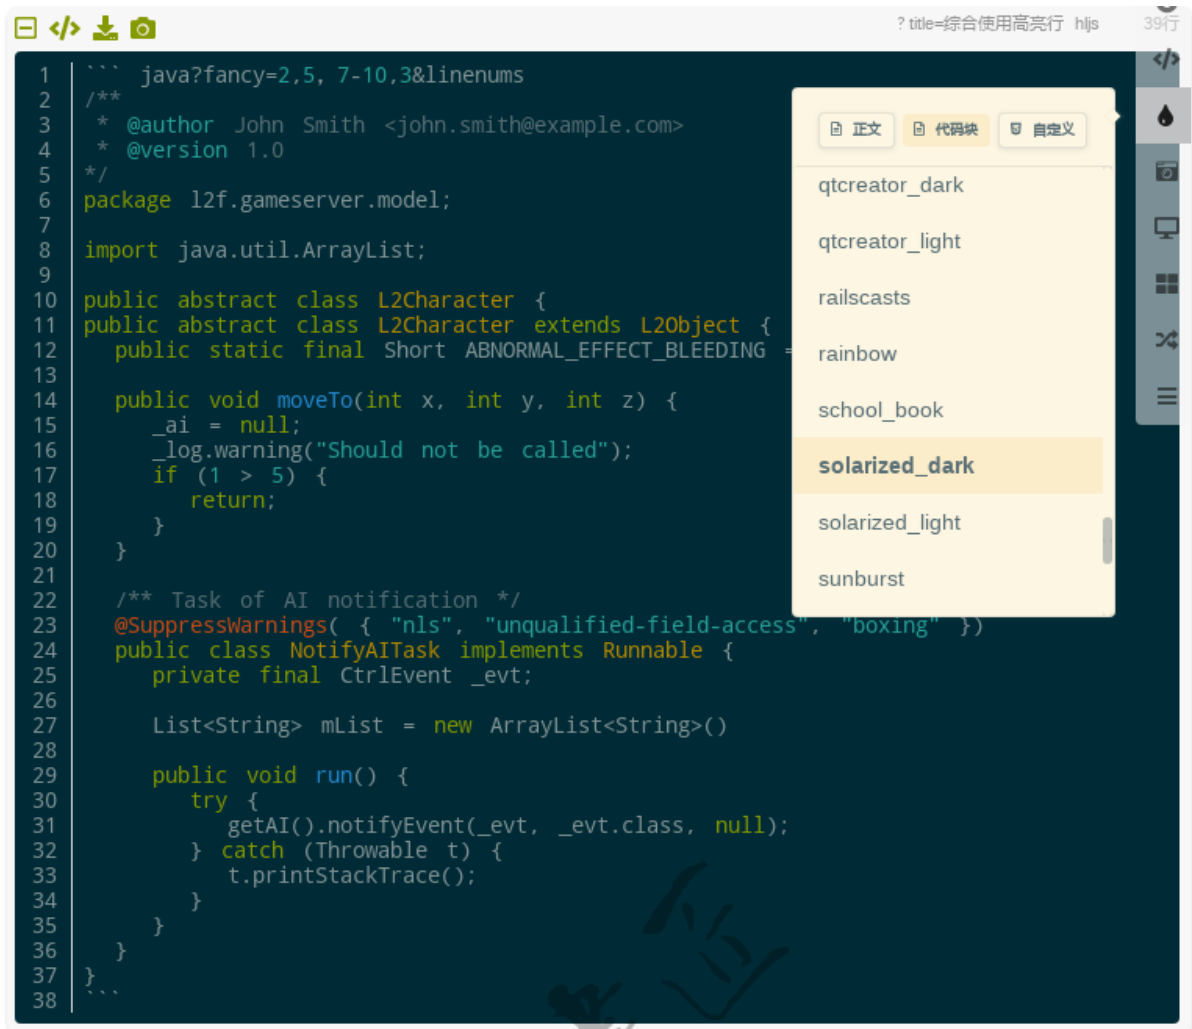 </> ? title=综合使用高亮行 hljs 39行
1 ``` java?fancy=2,5, 7-10,3&linenums
2 /**
3 * @author John Smith <john.smith@example.com>
4 * @version 1.0
5 */
6 package l2f.gameserver.model;
7
8 import java.util.ArrayList;
9
10 public abstract class L2Character {
11 public abstract class L2Character extends L2Object {
12 public static final Short ABNORMAL_EFFECT_BLEEDING =
13
14 public void moveTo(int x, int y, int z) {
15 _ai = null;
16 _log.warning("Should not be called");
17 if (1 > 5) {
18 return;
19 }
20 }
21
22 /** Task of AI notification */
23 @SuppressWarnings( { "nls", "unqualified-field-access", "boxing" })
24 public class NotifyAITask implements Runnable {
25 private final CtrlEvent _evt;
26
27 List<String> mList = new ArrayList<String>()
28
29 public void run() {
30 try {
31 getAI().notifyEvent(_evt, _evt.class, null);
32 } catch (Throwable t) {
33 t.printStackTrace();
34 }
35 }
36 }
37 }
38 ```
正文 代码块 自定义
qtcreator_dark
qtcreator_light
railscasts
rainbow
school_book
solarized_dark
solarized_light
sunburst
</>